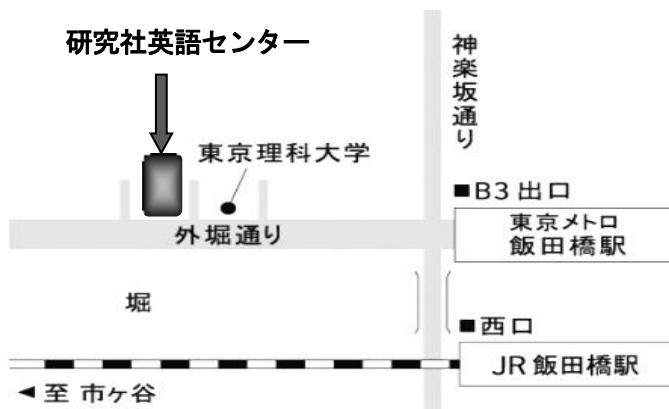 研究社英語センター
神楽坂通り
東京理科大学
■B3 出口
東京メトロ
飯田橋駅
外堀通り
堀
■西口
JR 飯田橋駅
◄至 市ヶ谷